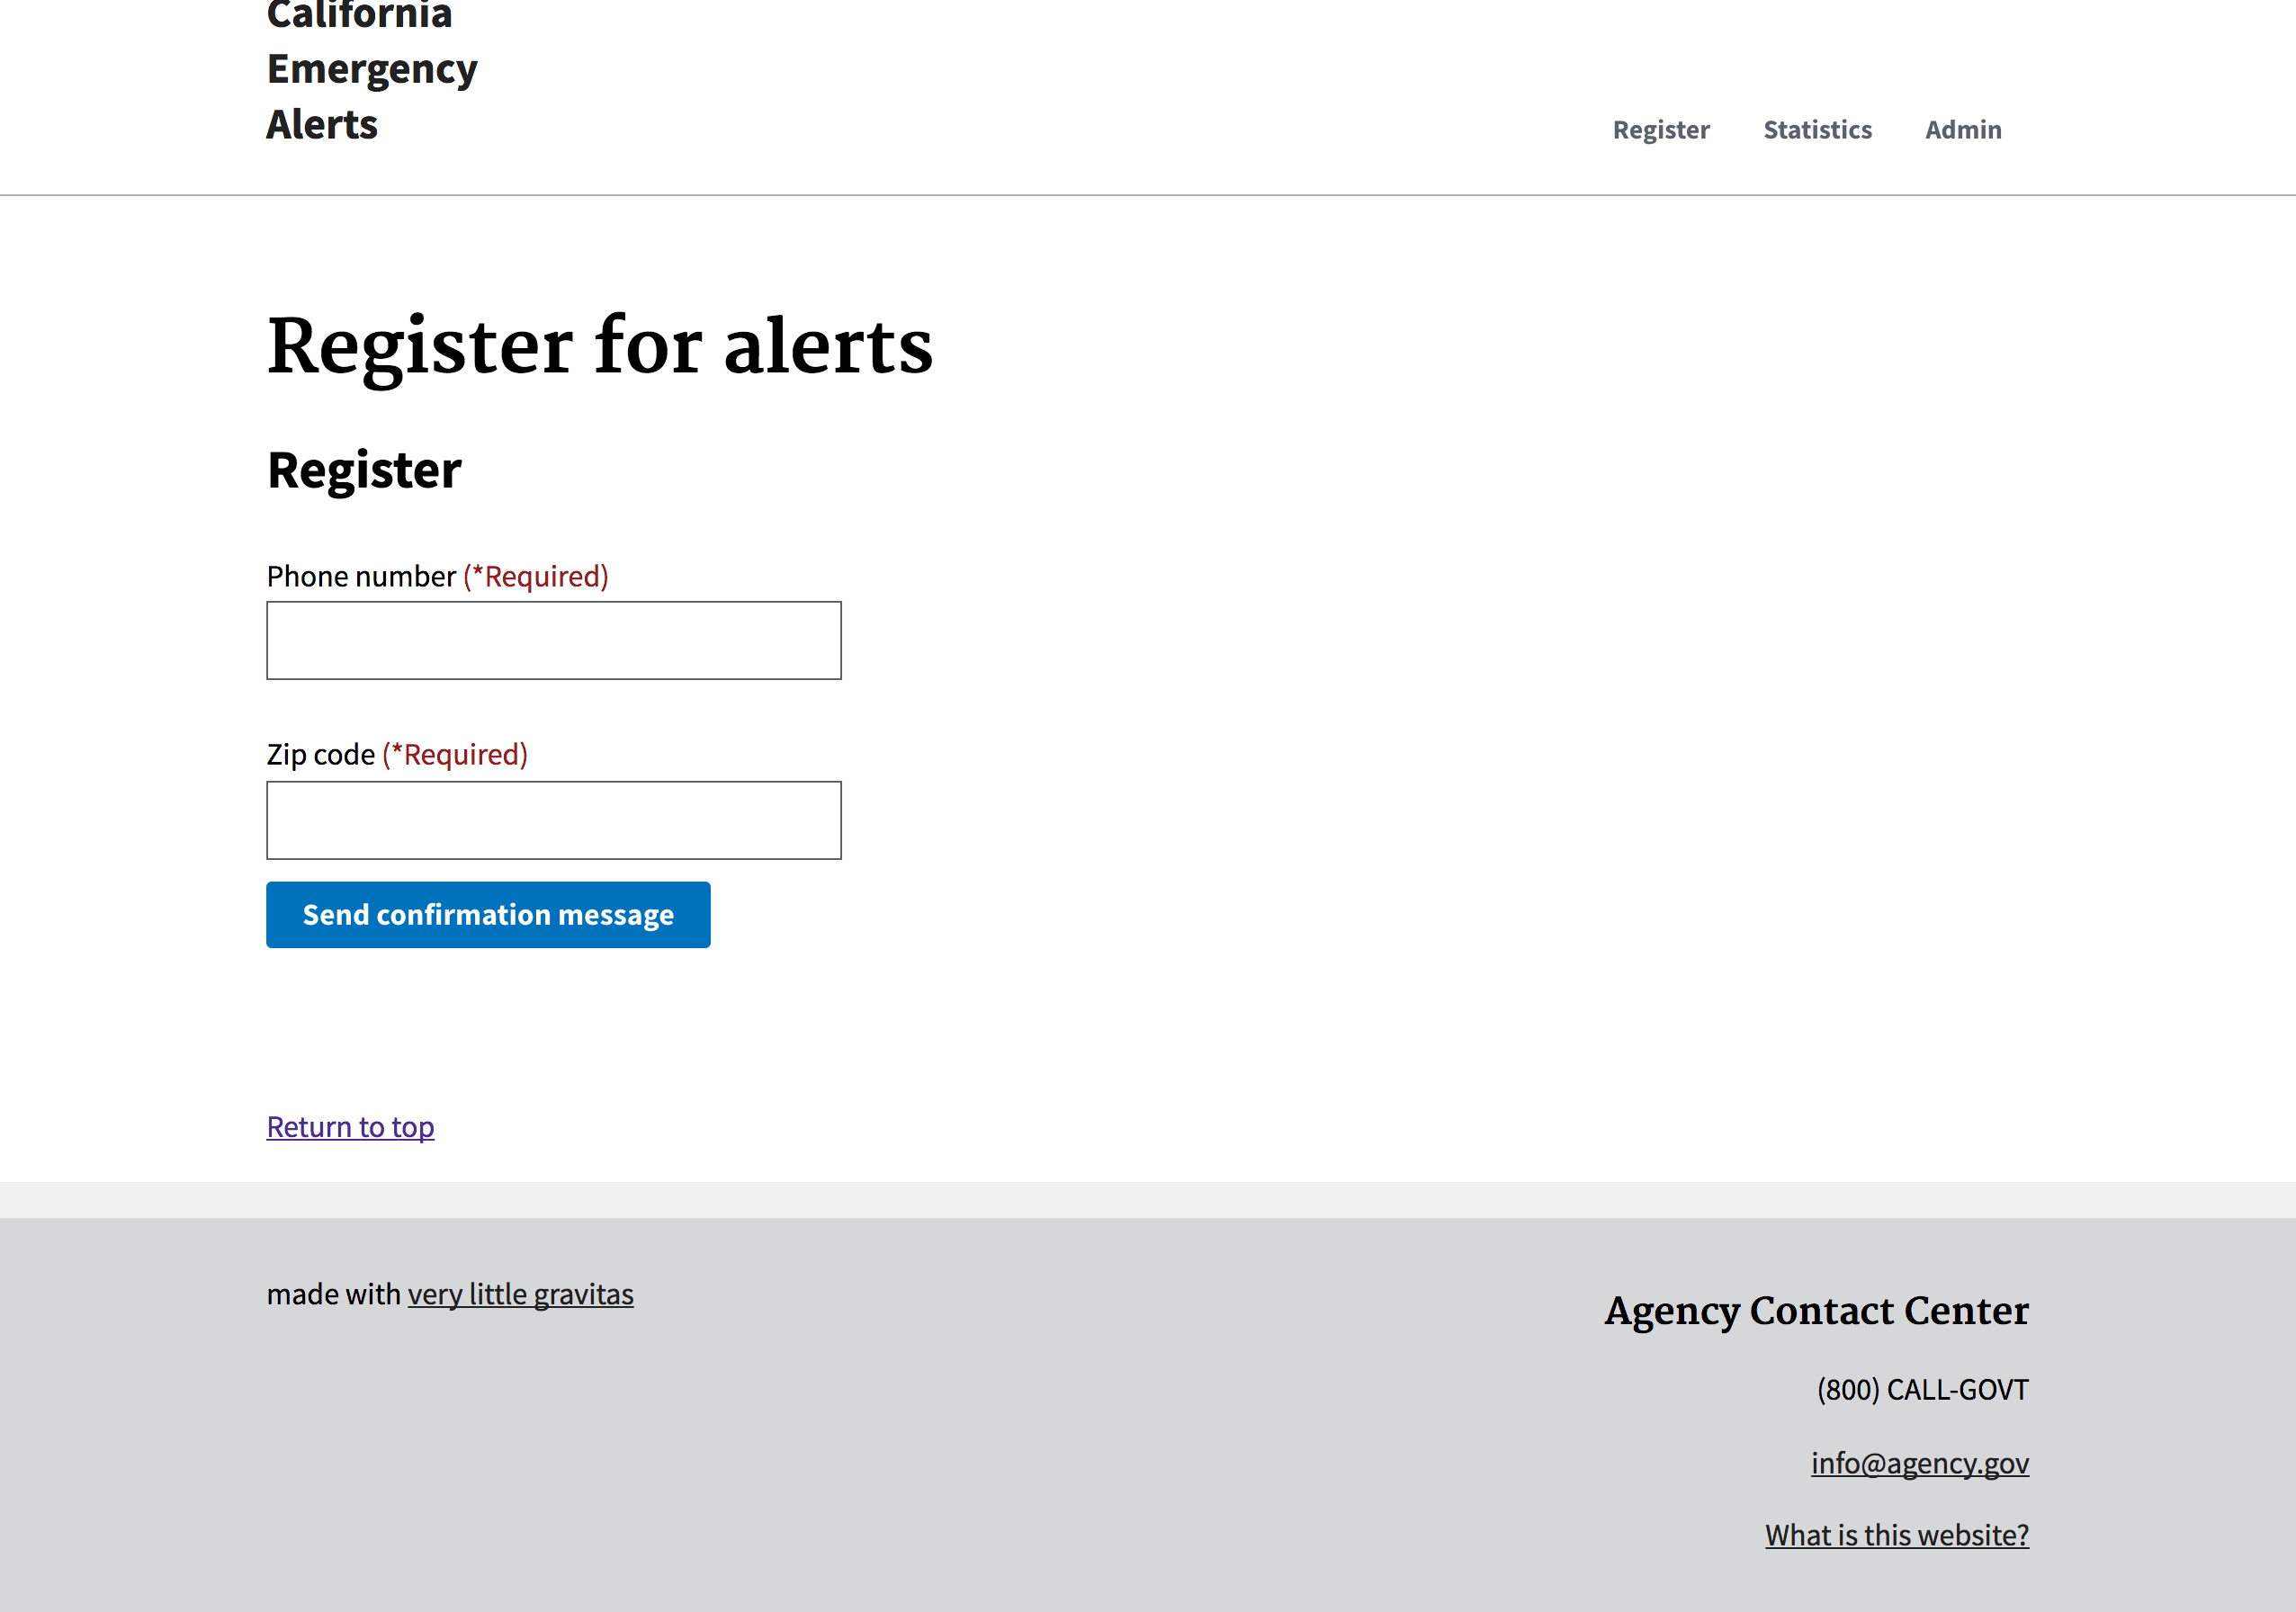 California
Emergency
Alerts
Register Statistics Admin
Register for alerts
Register
Phone number (*Required)
Zip code (*Required)
Send confirmation message
Return to top
made with very little gravitas
Agency Contact Center
(800) CALL-GOVT
info@agency.gov
What is this website?